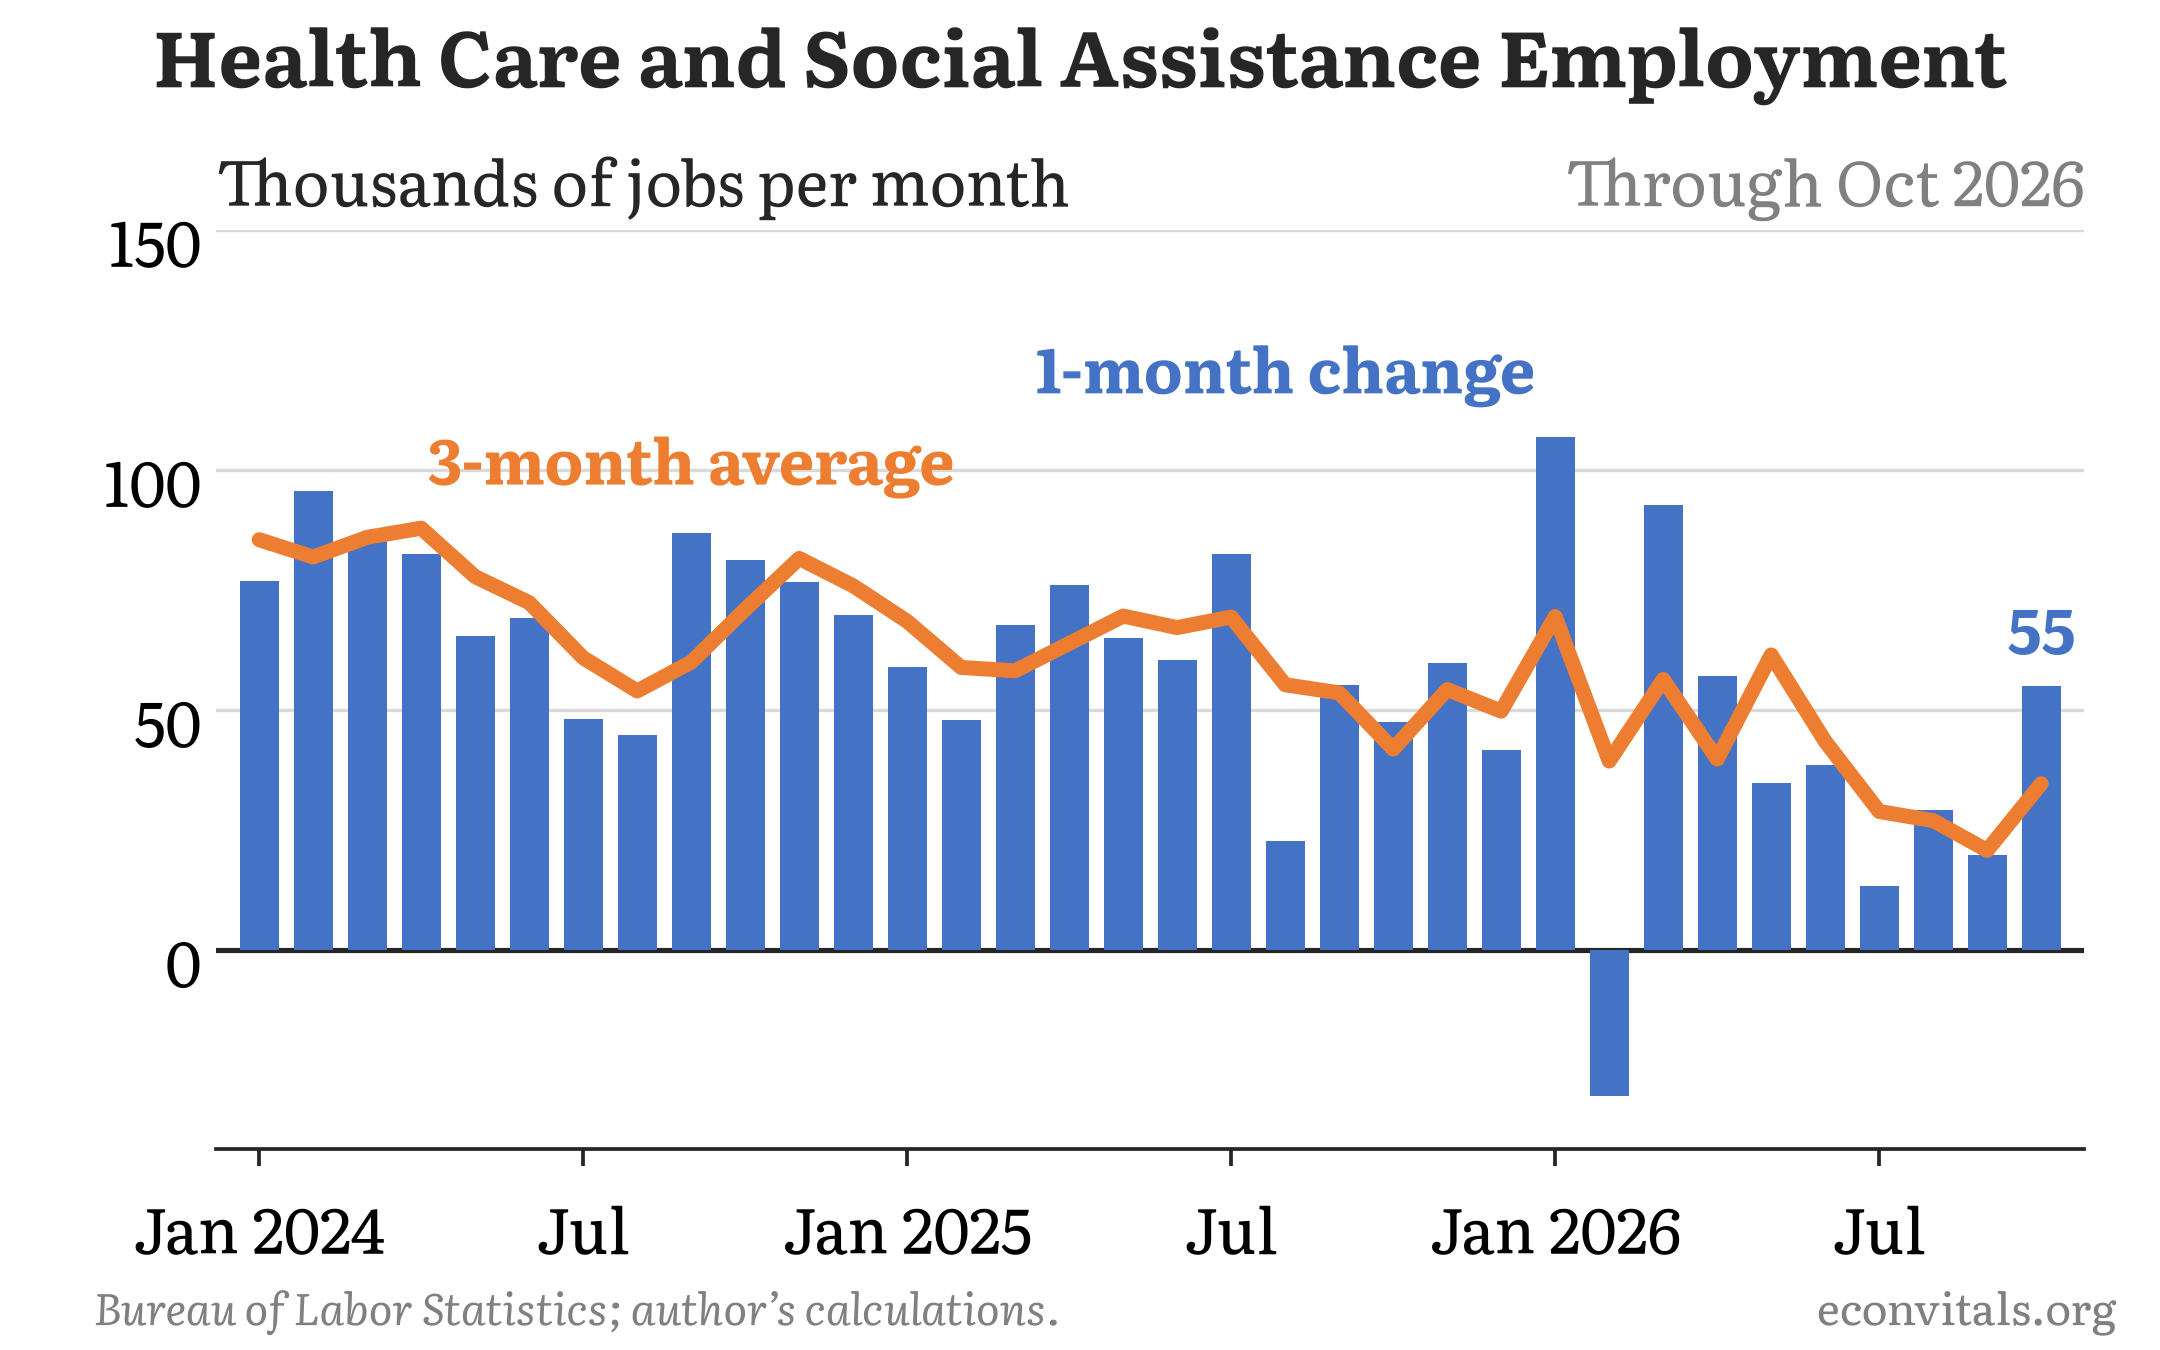 Health Care and Social Assistance Employment
Thousands of jobs per month
Through Oct 2026
150
1-month change
3-month average
100
55
50
0
Jan 2024
Jul
Jan 2025
Jul
Jan 2026
Jul
Bureau of Labor Statistics; author’s calculations.
econvitals.org